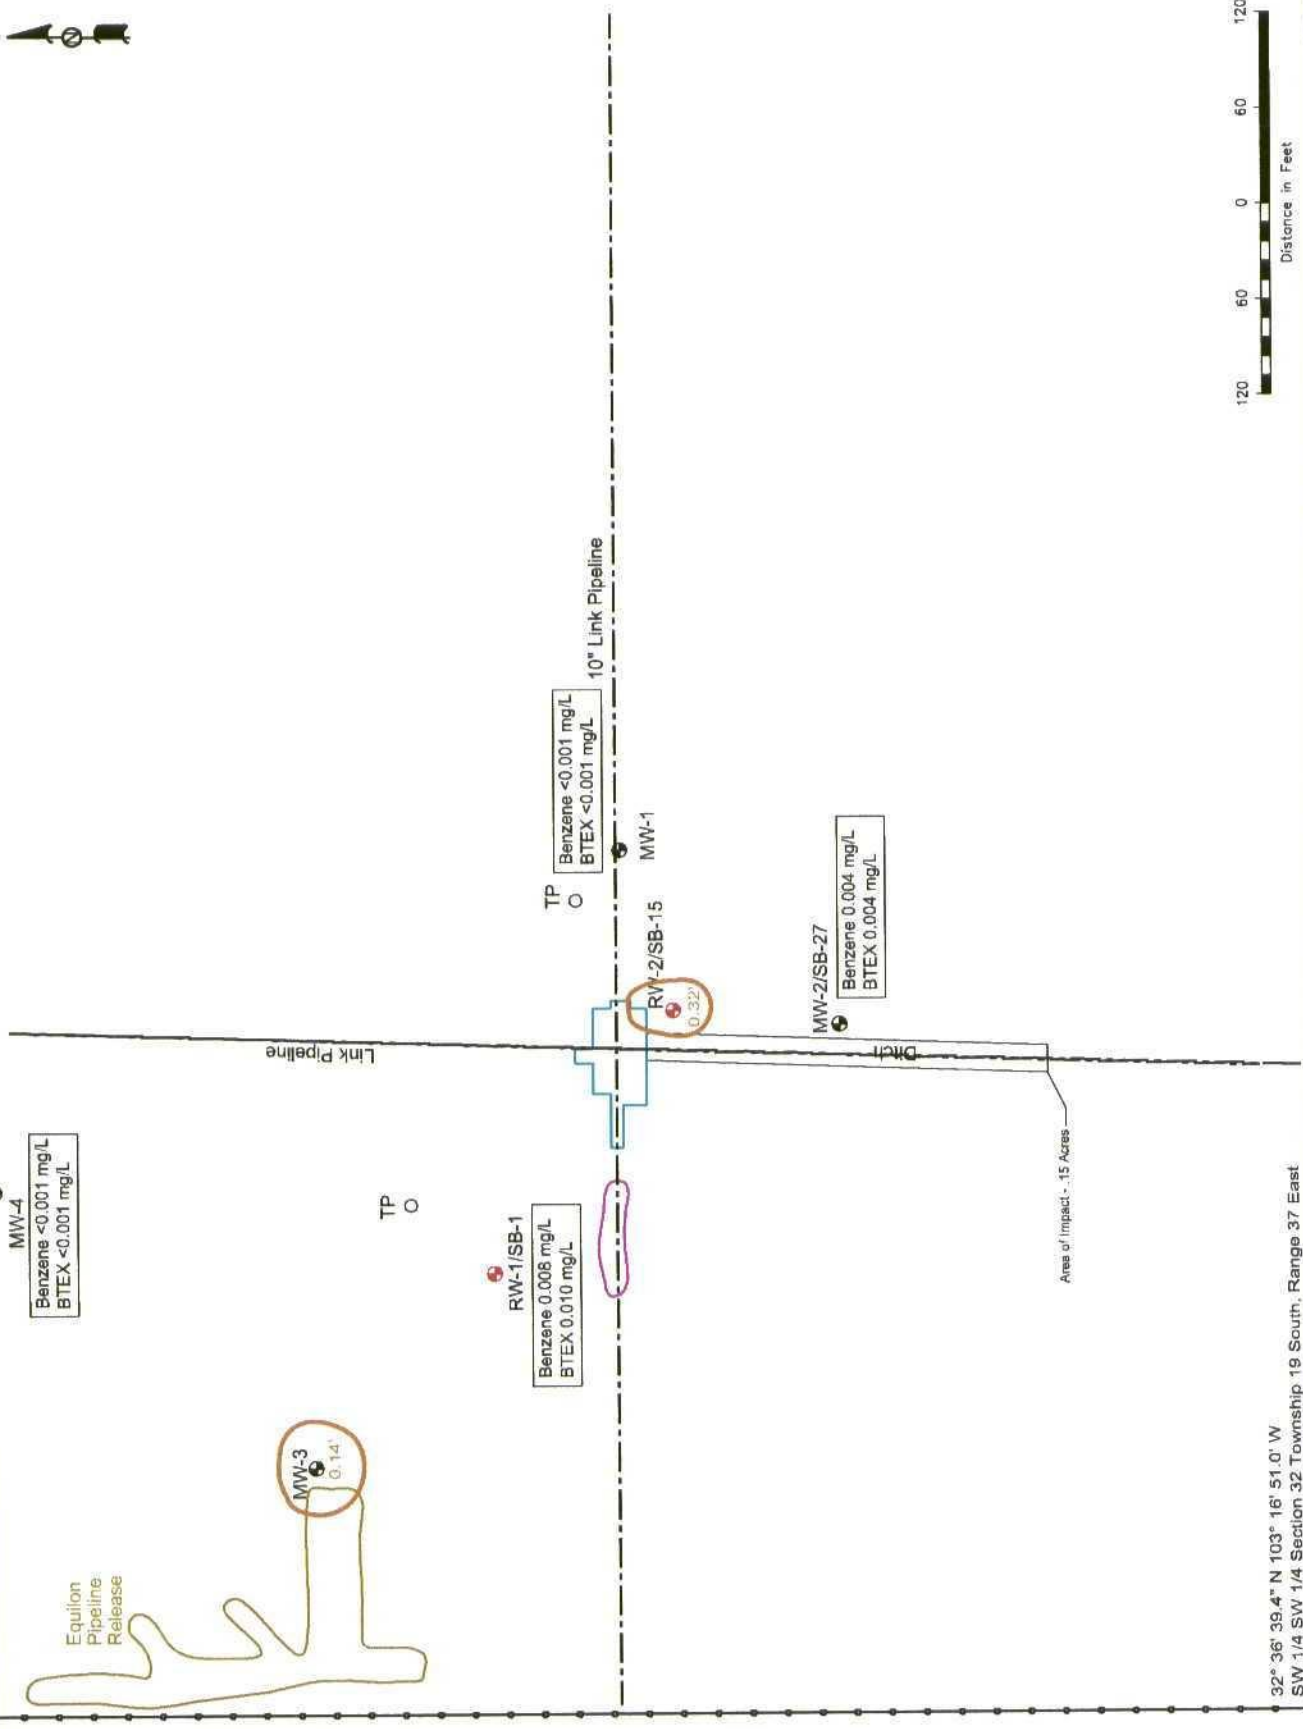 N
MW-4
Benzene <0.001 mg/L
BTEX <0.001 mg/L
Equilon
Pipeline
Release
MW-3
0.14'
TP
Link Pipeline
RW-1/SB-1
Benzene 0.008 mg/L
BTEX 0.010 mg/L
TP
Benzene <0.001 mg/L
BTEX <0.001 mg/L
10" Link Pipeline
MW-1
RW-2/SB-15
0.32'
MW-2/SB-27
Benzene 0.004 mg/L
BTEX 0.004 mg/L
Ditch
Area of Impact - .15 Acres
120 60 0 60 120
Distance in Feet
32° 36' 39.4" N 103° 16' 51.0' W
SW 1/4 SW 1/4 Section 32 Township 19 South, Range 37 East